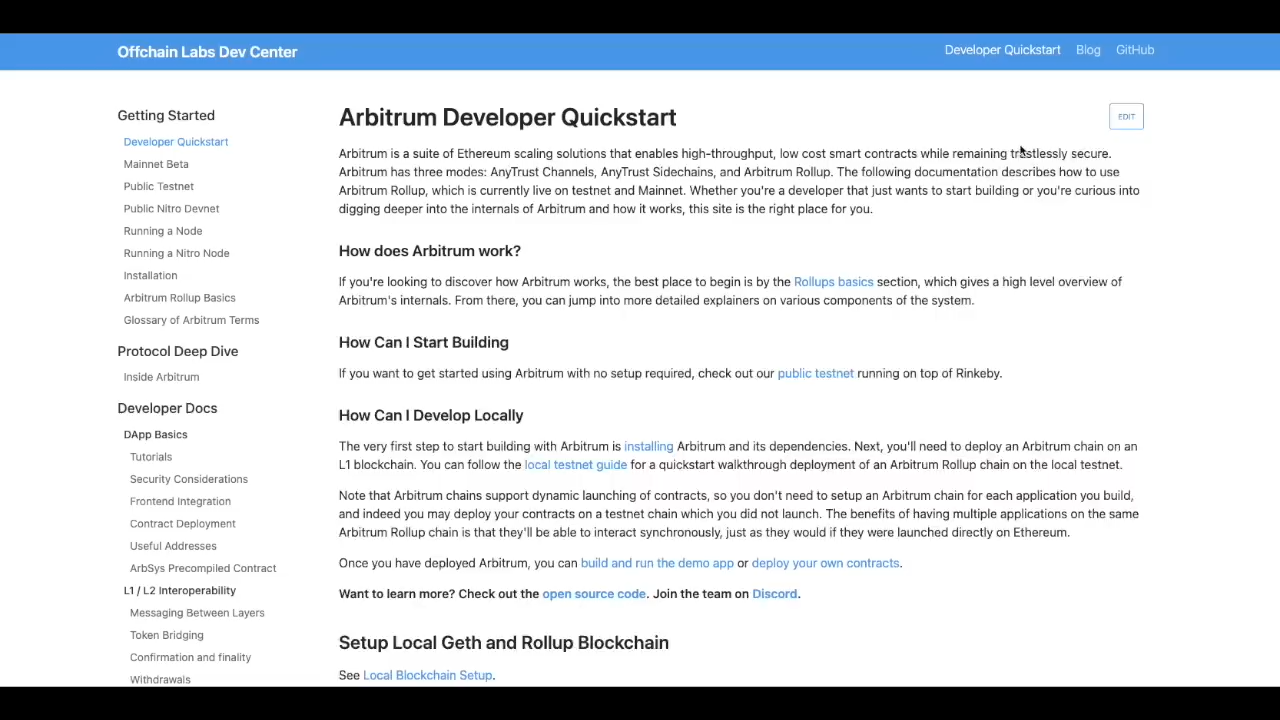 Offchain Labs Dev Center
Developer Quickstart Blog GitHub
Getting Started
Developer Quickstart
Mainnet Beta
Public Testnet
Public Nitro Devnet
Running a Node
Running a Nitro Node
Installation
Arbitrum Rollup Basics
Glossary of Arbitrum Terms
Protocol Deep Dive
Inside Arbitrum
Developer Docs
DApp Basics
Tutorials
Security Considerations
Frontend Integration
Contract Deployment
Useful Addresses
ArbSys Precompiled Contract
L1 / L2 Interoperability
Messaging Between Layers
Token Bridging
Confirmation and finality
Withdrawals
Arbitrum Developer Quickstart
EDIT
Arbitrum is a suite of Ethereum scaling solutions that enables high-throughput, low cost smart contracts while remaining trustlessly secure.
Arbitrum has three modes: AnyTrust Channels, AnyTrust Sidechains, and Arbitrum Rollup. The following documentation describes how to use
Arbitrum Rollup, which is currently live on testnet and Mainnet. Whether you're a developer that just wants to start building or you're curious into
digging deeper into the internals of Arbitrum and how it works, this site is the right place for you.
How does Arbitrum work?
If you're looking to discover how Arbitrum works, the best place to begin is by the Rollups basics section, which gives a high level overview of
Arbitrum's internals. From there, you can jump into more detailed explainers on various components of the system.
How Can I Start Building
If you want to get started using Arbitrum with no setup required, check out our public testnet running on top of Rinkeby.
How Can I Develop Locally
The very first step to start building with Arbitrum is installing Arbitrum and its dependencies. Next, you'll need to deploy an Arbitrum chain on an
L1 blockchain. You can follow the local testnet guide for a quickstart walkthrough deployment of an Arbitrum Rollup chain on the local testnet.
Note that Arbitrum chains support dynamic launching of contracts, so you don't need to setup an Arbitrum chain for each application you build,
and indeed you may deploy your contracts on a testnet chain which you did not launch. The benefits of having multiple applications on the same
Arbitrum Rollup chain is that they'll be able to interact synchronously, just as they would if they were launched directly on Ethereum.
Once you have deployed Arbitrum, you can build and run the demo app or deploy your own contracts.
Want to learn more? Check out the open source code. Join the team on Discord.
Setup Local Geth and Rollup Blockchain
See Local Blockchain Setup.